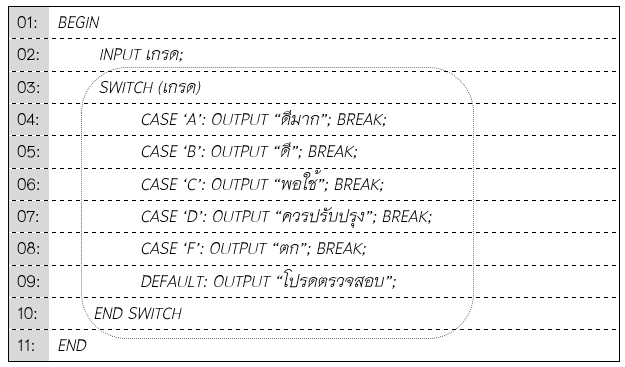 01: BEGIN
02: INPUT เกรด;
03: SWITCH (เกรด)
04: CASE ‘A’: OUTPUT “ดีมาก”; BREAK;
05: CASE ‘B’: OUTPUT “ดี”; BREAK;
06: CASE ‘C’: OUTPUT “พอใช้”; BREAK;
07: CASE ‘D’: OUTPUT “ควรปรับปรุง”; BREAK;
08: CASE ‘F’: OUTPUT “ตก”; BREAK;
09: DEFAULT: OUTPUT “โปรดตรวจสอบ”;
10: END SWITCH
11: END